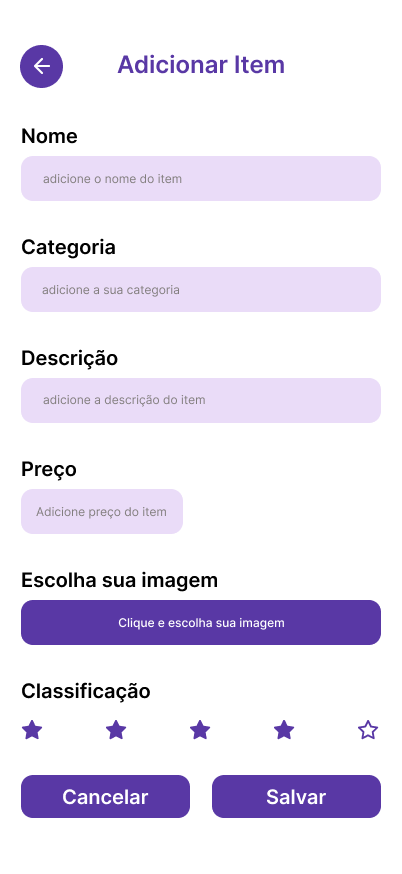 Adicionar Item
Nome
adicione o nome do item
Categoria
adicione a sua categoria
Descrição
adicione a descrição do item
Preço
Adicione preço do item
Escolha sua imagem
Clique e escolha sua imagem
Classificação
Cancelar
Salvar